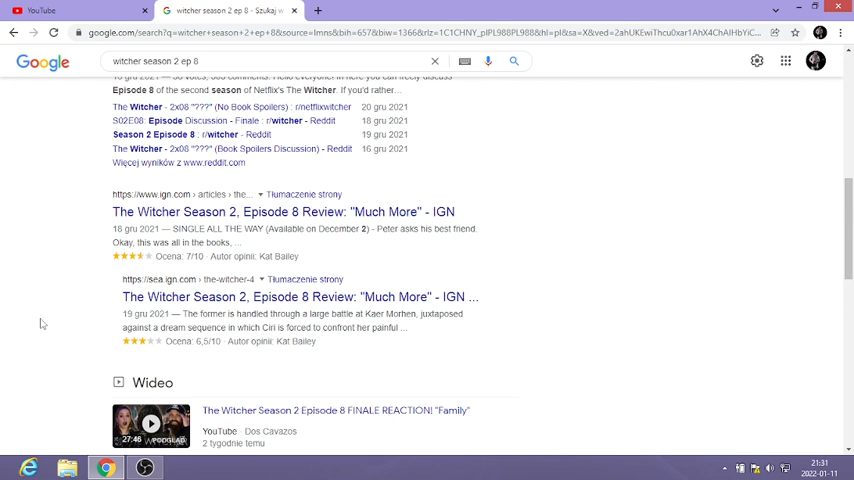 YouTube
witcher season 2 ep 8 - Szukaj w
google.com/search?q=witcher+season+2+ep+8&source=lmns&bih=657&biw=1366&rlz=1C1CHNY_plPL988PL988&hl=pl&sa=X&ved=
Google
witcher season 2 ep 8
Episode 8 of the second season of Netflix's The Witcher. If you'd rather...
The Witcher - 2x08 "???" (No Book Spoilers) : r/netflixwitcher 20 gru 2021
S02E08: Episode Discussion - Finale : r/witcher - Reddit 18 gru 2021
Season 2 Episode 8 : r/witcher - Reddit 19 gru 2021
The Witcher - 2x08 "???" (Book Spoilers Discussion) - Reddit 16 gru 2021
Więcej wyników z www.reddit.com
https://www.ign.com › articles › the... Tłumaczenie strony
The Witcher Season 2, Episode 8 Review: "Much More" - IGN
18 gru 2021 — SINGLE ALL THE WAY (Available on December 2) - Peter asks his best friend.
Okay, this was all in the books, ...
Ocena: 7/10 · Autor opinii: Kat Bailey
https://sea.ign.com › the-witcher-4 Tłumaczenie strony
The Witcher Season 2, Episode 8 Review: "Much More" - IGN ...
19 gru 2021 — The former is handled through a large battle at Kaer Morhen, juxtaposed
against a dream sequence in which Ciri is forced to confront her painful ...
Ocena: 6,5/10 · Autor opinii: Kat Bailey
Wideo
The Witcher Season 2 Episode 8 FINALE REACTION! "Family"
YouTube · Dos Cavazos
2 tygodnie temu
27:46 PODGLĄD
21:31
2022-01-11